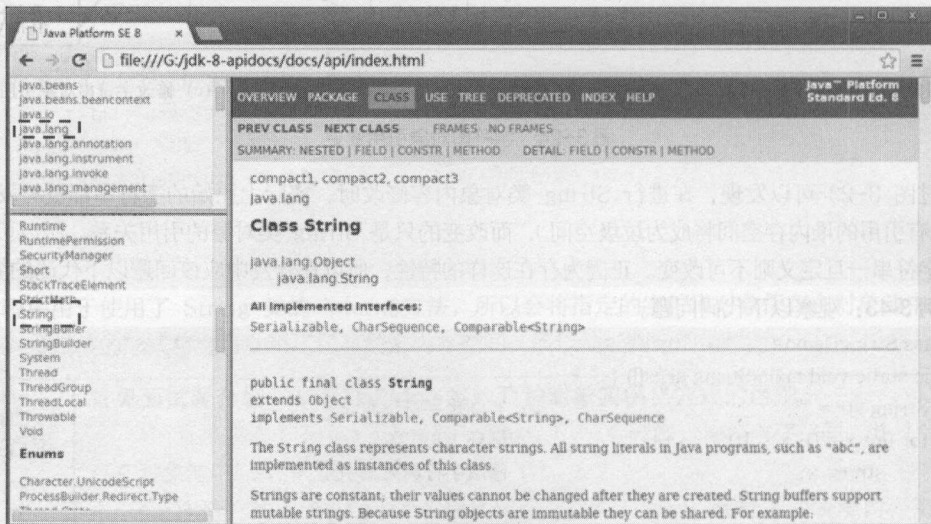 Java Platform SE 8
file:///G:/jdk-8-apidocs/docs/api/index.html
java.beans
java.beans.beancontext
java.io
java.lang
java.lang.annotation
java.lang.instrument
java.lang.invoke
java.lang.management
Runtime
RuntimePermission
SecurityManager
Short
StackTraceElement
StrictMath
String
StringBuffer
StringBuilder
System
Thread
ThreadGroup
ThreadLocal
Throwable
Void
Enums
Character.UnicodeScript
ProcessBuilder.Redirect.Type
Thread.State
OVERVIEW PACKAGE CLASS USE TREE DEPRECATED INDEX HELP
Java™ Platform
Standard Ed. 8
PREV CLASS NEXT CLASS FRAMES NO FRAMES
SUMMARY: NESTED | FIELD | CONSTR | METHOD DETAIL: FIELD | CONSTR | METHOD
compact1, compact2, compact3
java.lang
Class String
java.lang.Object
java.lang.String
All Implemented Interfaces:
Serializable, CharSequence, Comparable<String>
public final class String
extends Object
implements Serializable, Comparable<String>, CharSequence
The String class represents character strings. All string literals in Java programs, such as "abc", are
implemented as instances of this class.
Strings are constant, their values cannot be changed after they are created. String buffers support
mutable strings. Because String objects are immutable they can be shared. For example: